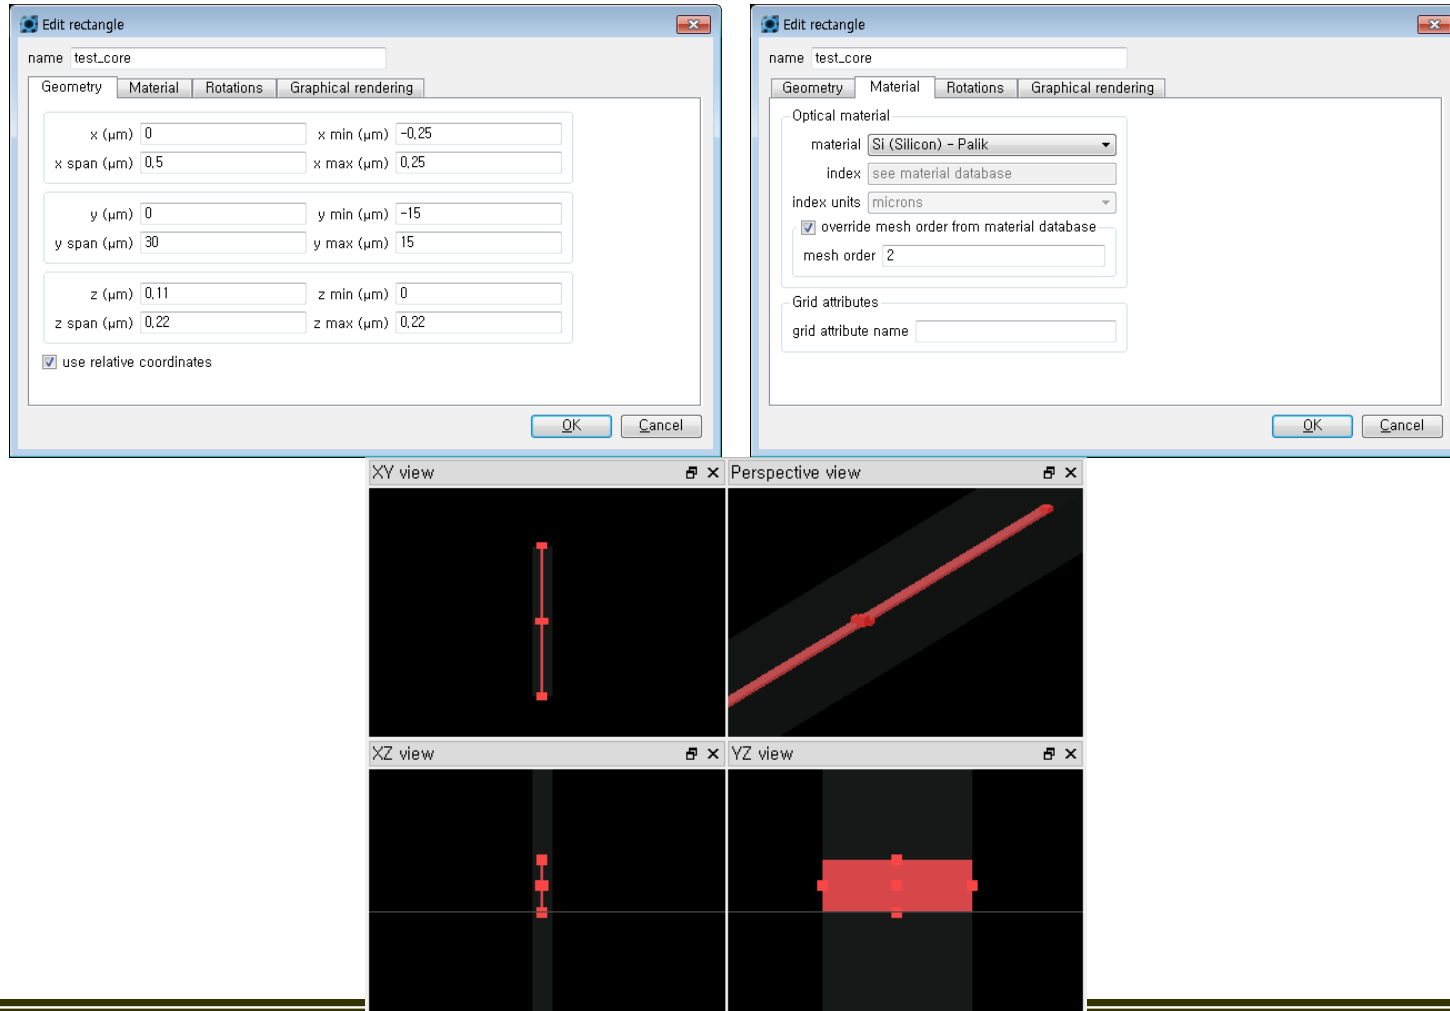 Edit rectangle
name test_core
Geometry Material Rotations Graphical rendering
x (μm) 0 x min (μm) -0.25
x span (μm) 0.5 x max (μm) 0.25
y (μm) 0 y min (μm) -15
y span (μm) 30 y max (μm) 15
z (μm) 0.11 z min (μm) 0
z span (μm) 0.22 z max (μm) 0.22
use relative coordinates
OK Cancel
Edit rectangle
name test_core
Geometry Material Rotations Graphical rendering
Optical material
material Si (Silicon) - Palik
index see material database
index units microns
override mesh order from material database
mesh order 2
Grid attributes
grid attribute name
OK Cancel
XY view
Perspective view
XZ view
YZ view